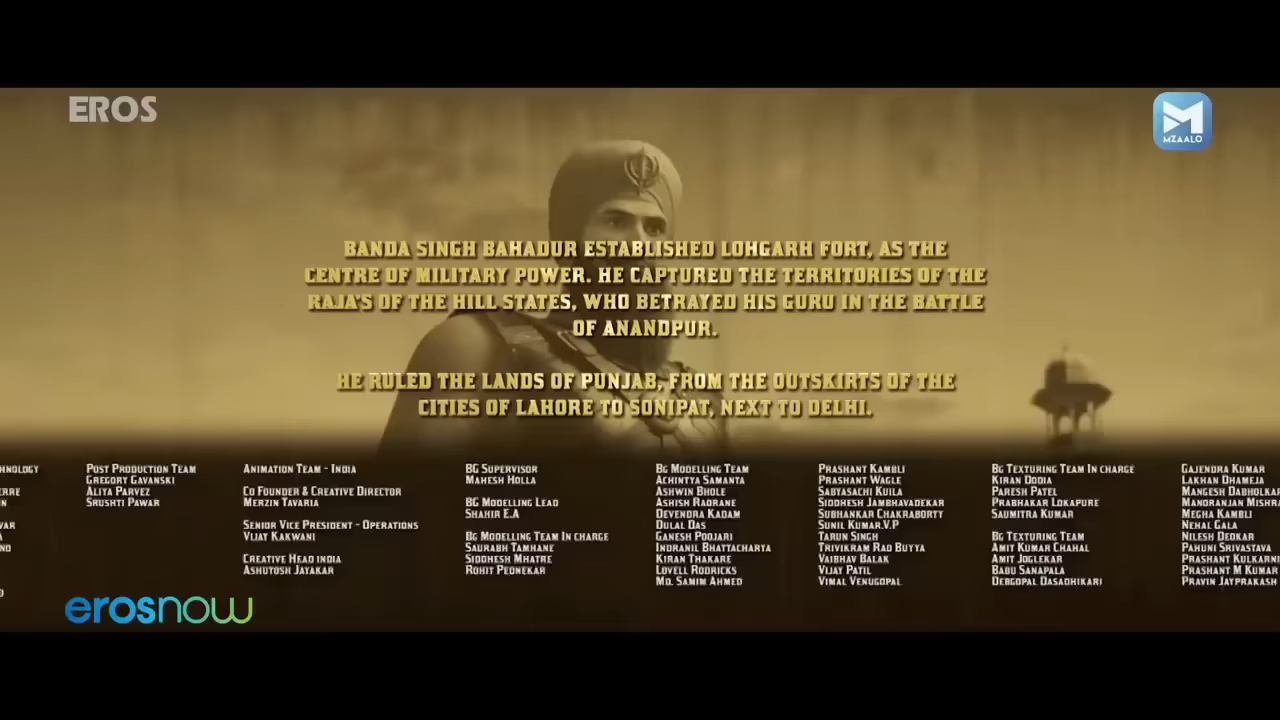 EROS
MZAALO
BANDA SINGH BAHADUR ESTABLISHED LOHGARH FORT, AS THE
CENTRE OF MILITARY POWER. HE CAPTURED THE TERRITORIES OF THE
RAJA'S OF THE HILL STATES, WHO BETRAYED HIS GURU IN THE BATTLE
OF ANANDPUR.
HE RULED THE LANDS OF PUNJAB, FROM THE OUTSKIRTS OF THE
CITIES OF LAHORE TO SONIPAT, NEXT TO DELHI.
POST PRODUCTION TEAM
GREGORY GAVANSKI
ALIYA PARVEZ
SRUSHTI PAWAR
ANIMATION TEAM - INDIA
CO FOUNDER & CREATIVE DIRECTOR
MERZIN TAVARIA
SENIOR VICE PRESIDENT - OPERATIONS
VIJAY KAKWANI
CREATIVE HEAD INDIA
ASHUTOSH JAYAKAR
BG SUPERVISOR
MAHESH HOLLA
BG MODELLING LEAD
SHAHIR E.A
BG MODELLING TEAM IN CHARGE
SAURABH TAMHANE
SIDDHESH MHATRE
ROHIT PEDNEKAR
BG MODELLING TEAM
ACHINTYA SAMANTA
ASHWIN BHOLE
ASHISH RADRANE
DEVENDRA KADAM
DULAL DAS
GANESH POOJARI
INDRANIL BHATTACHARYA
KIRAN THAKARE
LOVELL RODRICKS
MD. SAMIM AHMED
PRASHANT KAMBLI
PRASHANT WAGLE
SABYASACHI KUILA
SIDDHESH JAMBHAVADEKAR
SUBHANKAR CHAKRABORTY
SUNIL KUMAR.V.P
TARUN SINGH
TRIVIKRAM RAO BUYYA
VAIBHAV BALAK
VIJAY PATIL
VIMAL VENUGOPAL
BG TEXTURING TEAM IN CHARGE
KIRAN DODIA
PARESH PATEL
PRABHAKAR LOKAPURE
SAUMITRA KUMAR
BG TEXTURING TEAM
AMIT KUMAR CHAHAL
AMIT JOGLEKAR
BABU SANAPALA
DEBGOPAL DASADHIKARI
GAJENDRA KUMAR
LAKHAN DHAMEJA
MANGESH DABHOLKA
MANORANJAN MISHRA
MEGHA KAMBLI
NEHAL GALA
NILESH DEOKAR
PAHUNI SRIVASTAVA
PRASHANT KULKARNI
PRASHANT M KUMAR
PRAVIN JAYPRAKASH
erosnow